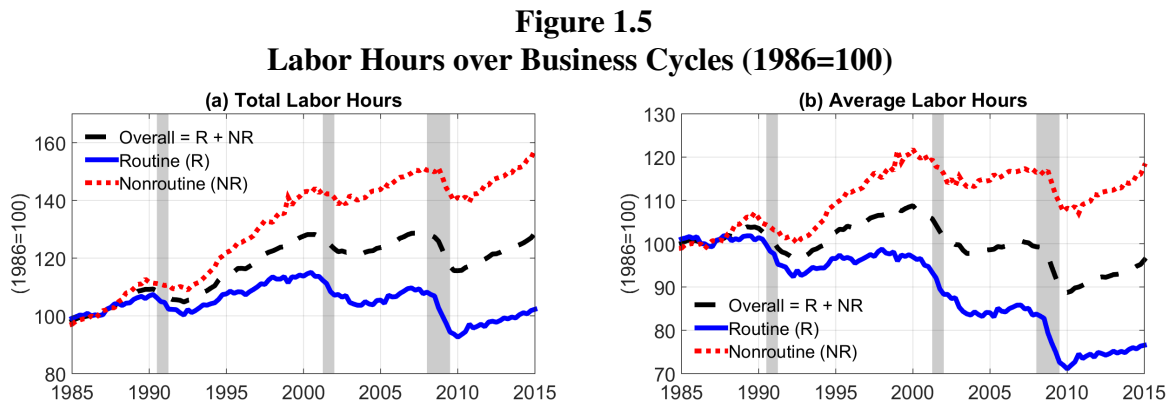 Figure 1.5
Labor Hours over Business Cycles (1986=100)
(a) Total Labor Hours
(1986=100)
160
140
120
100
80
Overall = R + NR
Routine (R)
Nonroutine (NR)
1985 1990 1995 2000 2005 2010 2015
(b) Average Labor Hours
(1986=100)
130
120
110
100
90
80
70
Overall = R + NR
Routine (R)
Nonroutine (NR)
1985 1990 1995 2000 2005 2010 2015